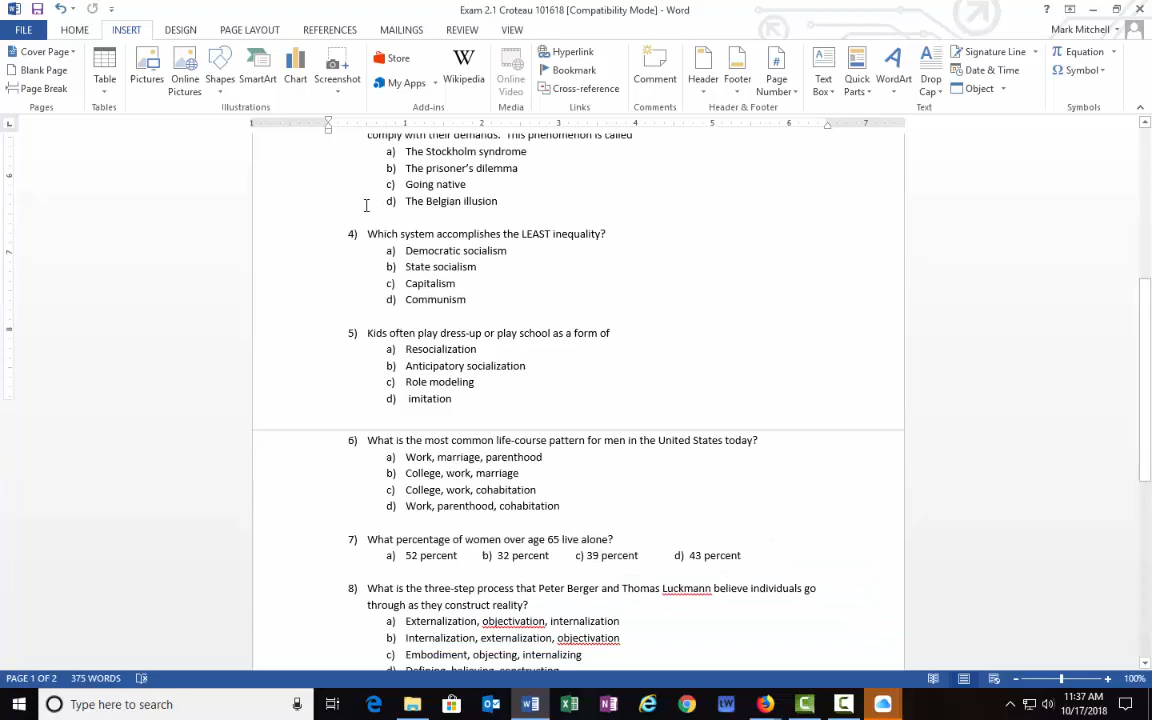 Exam 2.1 Croteau 101618 [Compatibility Mode] - Word
FILE HOME INSERT DESIGN PAGE LAYOUT REFERENCES MAILINGS REVIEW VIEW Mark Mitchell
Cover Page
Blank Page
Page Break
Pages
Table
Tables
Pictures Online Pictures Shapes SmartArt Chart Screenshot
Illustrations
Store
My Apps
Wikipedia
Add-ins
Online Video
Media
Hyperlink
Bookmark
Cross-reference
Links
Comment
Comments
Header Footer Page Number
Header & Footer
Text Box Quick Parts WordArt Drop Cap
Signature Line
Date & Time
Object
Text
Equation
Symbol
Symbols
1 1 2 3 4 5 6 7
comply with their demands. This phenomenon is called
a) The Stockholm syndrome
b) The prisoner's dilemma
c) Going native
d) The Belgian illusion
4) Which system accomplishes the LEAST inequality?
a) Democratic socialism
b) State socialism
c) Capitalism
d) Communism
5) Kids often play dress-up or play school as a form of
a) Resocialization
b) Anticipatory socialization
c) Role modeling
d) imitation
6) What is the most common life-course pattern for men in the United States today?
a) Work, marriage, parenthood
b) College, work, marriage
c) College, work, cohabitation
d) Work, parenthood, cohabitation
7) What percentage of women over age 65 live alone?
a) 52 percent b) 32 percent c) 39 percent d) 43 percent
8) What is the three-step process that Peter Berger and Thomas Luckmann believe individuals go
through as they construct reality?
a) Externalization, objectivation, internalization
b) Internalization, externalization, objectivation
c) Embodiment, objecting, internalizing
d) Defining, believing, constructing
PAGE 1 OF 2 375 WORDS 100%
Type here to search
11:37 AM
10/17/2018